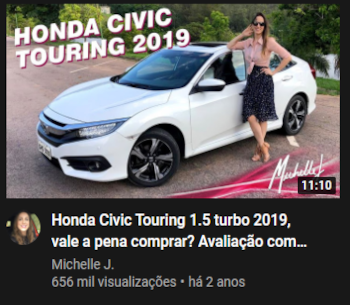 HONDA CIVIC
TOURING 2019
Michelle J.
11:10
Honda Civic Touring 1.5 turbo 2019,
vale a pena comprar? Avaliação com...
Michelle J.
656 mil visualizações • há 2 anos